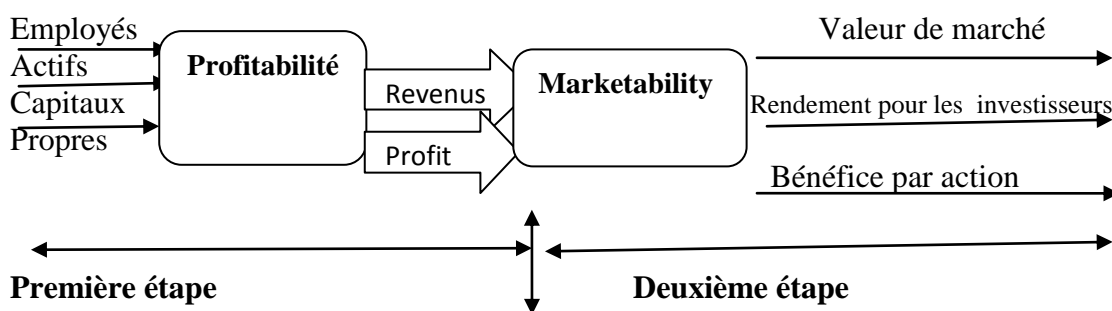 Employés
Actifs
Capitaux
Propres
Profitabilité
Revenus
Profit
Marketability
Valeur de marché
Rendement pour les investisseurs
Bénéfice par action
Première étape
Deuxième étape